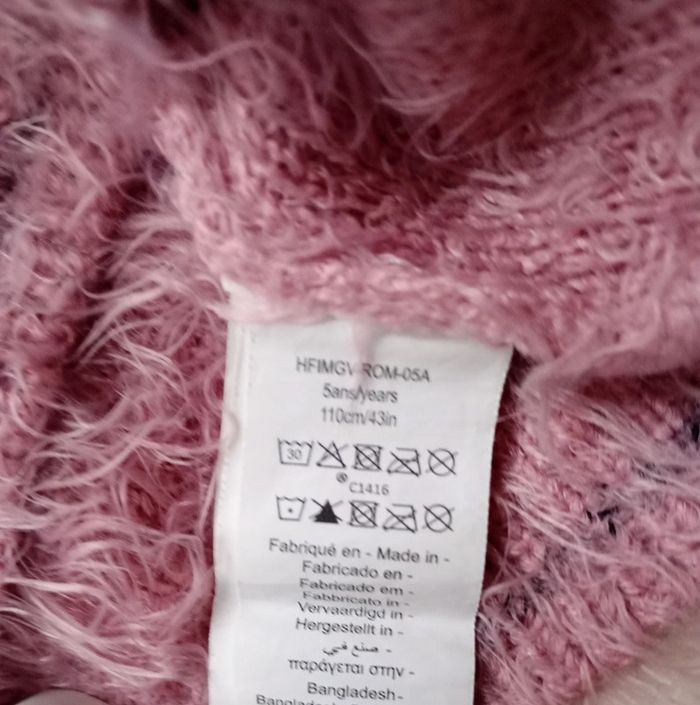 HFIMGV-ROM-05A
5ans/years
110cm/43in
30
® C1416
Fabriqué en - Made in -
Fabricado en -
Fabricado em -
Fabbricato in -
Vervaardigd in -
Hergestellt in -
صنع في -
παράγεται στην -
Bangladesh-